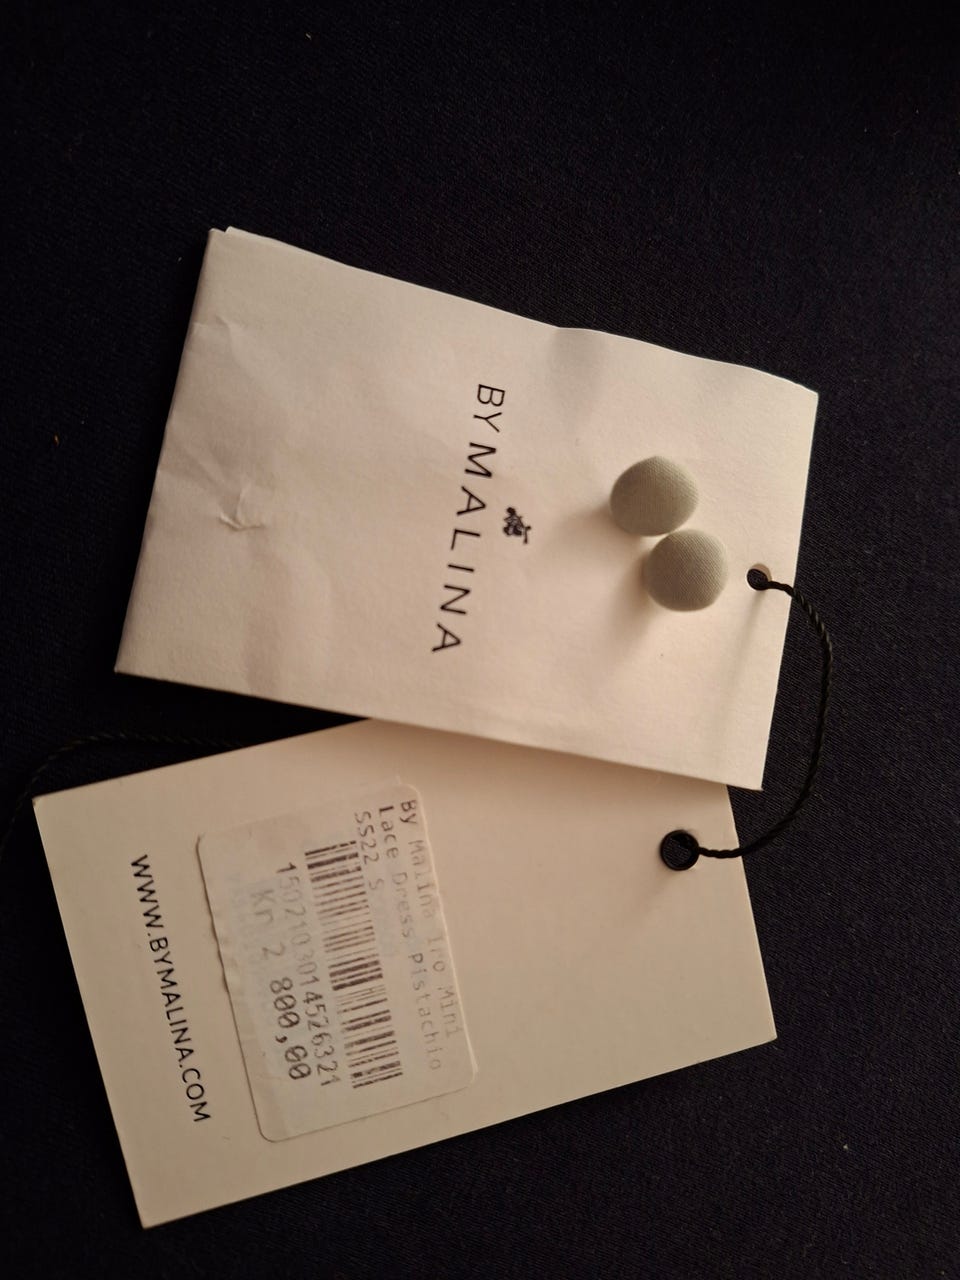 BY MALINA
By Malina Iro Mini
Lace Dress Pistachio
SS22 S
1502103014526321
Kr 2 800,00
WWW.BYMALINA.COM